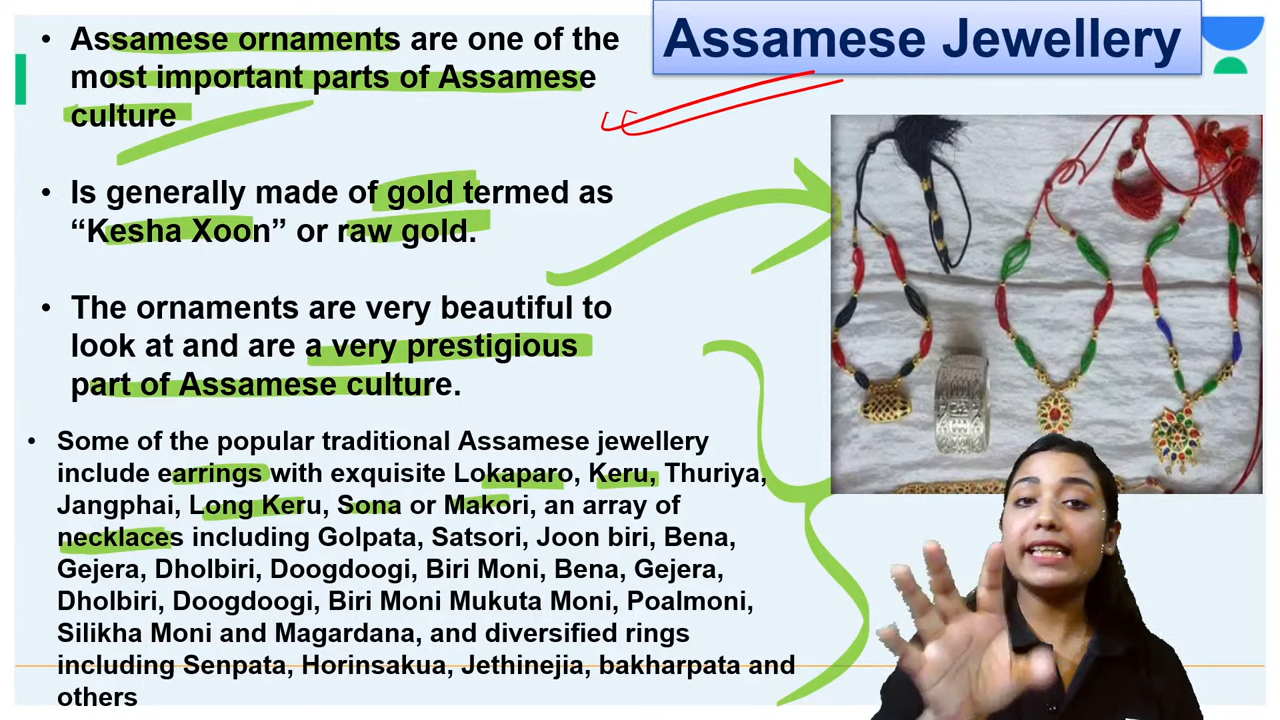 Assamese Jewellery
• Assamese ornaments are one of the
most important parts of Assamese
culture
• Is generally made of gold termed as
“Kesha Xoon” or raw gold.
• The ornaments are very beautiful to
look at and are a very prestigious
part of Assamese culture.
• Some of the popular traditional Assamese jewellery
include earrings with exquisite Lokaparo, Keru, Thuriya,
Jangphai, Long Keru, Sona or Makori, an array of
necklaces including Golpata, Satsori, Joon biri, Bena,
Gejera, Dholbiri, Doogdoogi, Biri Moni, Bena, Gejera,
Dholbiri, Doogdoogi, Biri Moni Mukuta Moni, Poalmoni,
Silikha Moni and Magardana, and diversified rings
including Senpata, Horinsakua, Jethinejia, bakharpata and
others